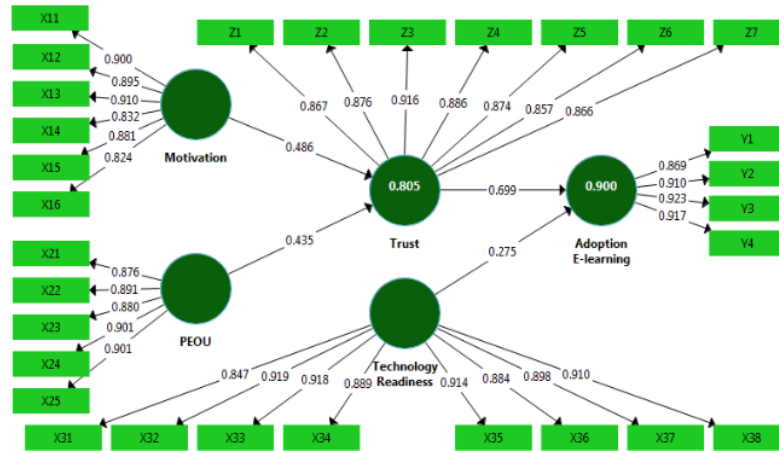 X11
X12
X13
X14
X15
X16
0.900
0.895
0.910
0.832
0.881
0.824
Motivation
Z1
Z2
Z3
Z4
Z5
Z6
Z7
0.867
0.876
0.916
0.886
0.874
0.857
0.866
0.486
0.805
Trust
0.699
0.900
Adoption
E-learning
0.869
0.910
0.923
0.917
Y1
Y2
Y3
Y4
X21
X22
X23
X24
X25
0.876
0.891
0.880
0.901
0.901
PEOU
0.435
0.275
Technology
Readiness
0.847
0.919
0.918
0.889
0.914
0.884
0.898
0.910
X31
X32
X33
X34
X35
X36
X37
X38